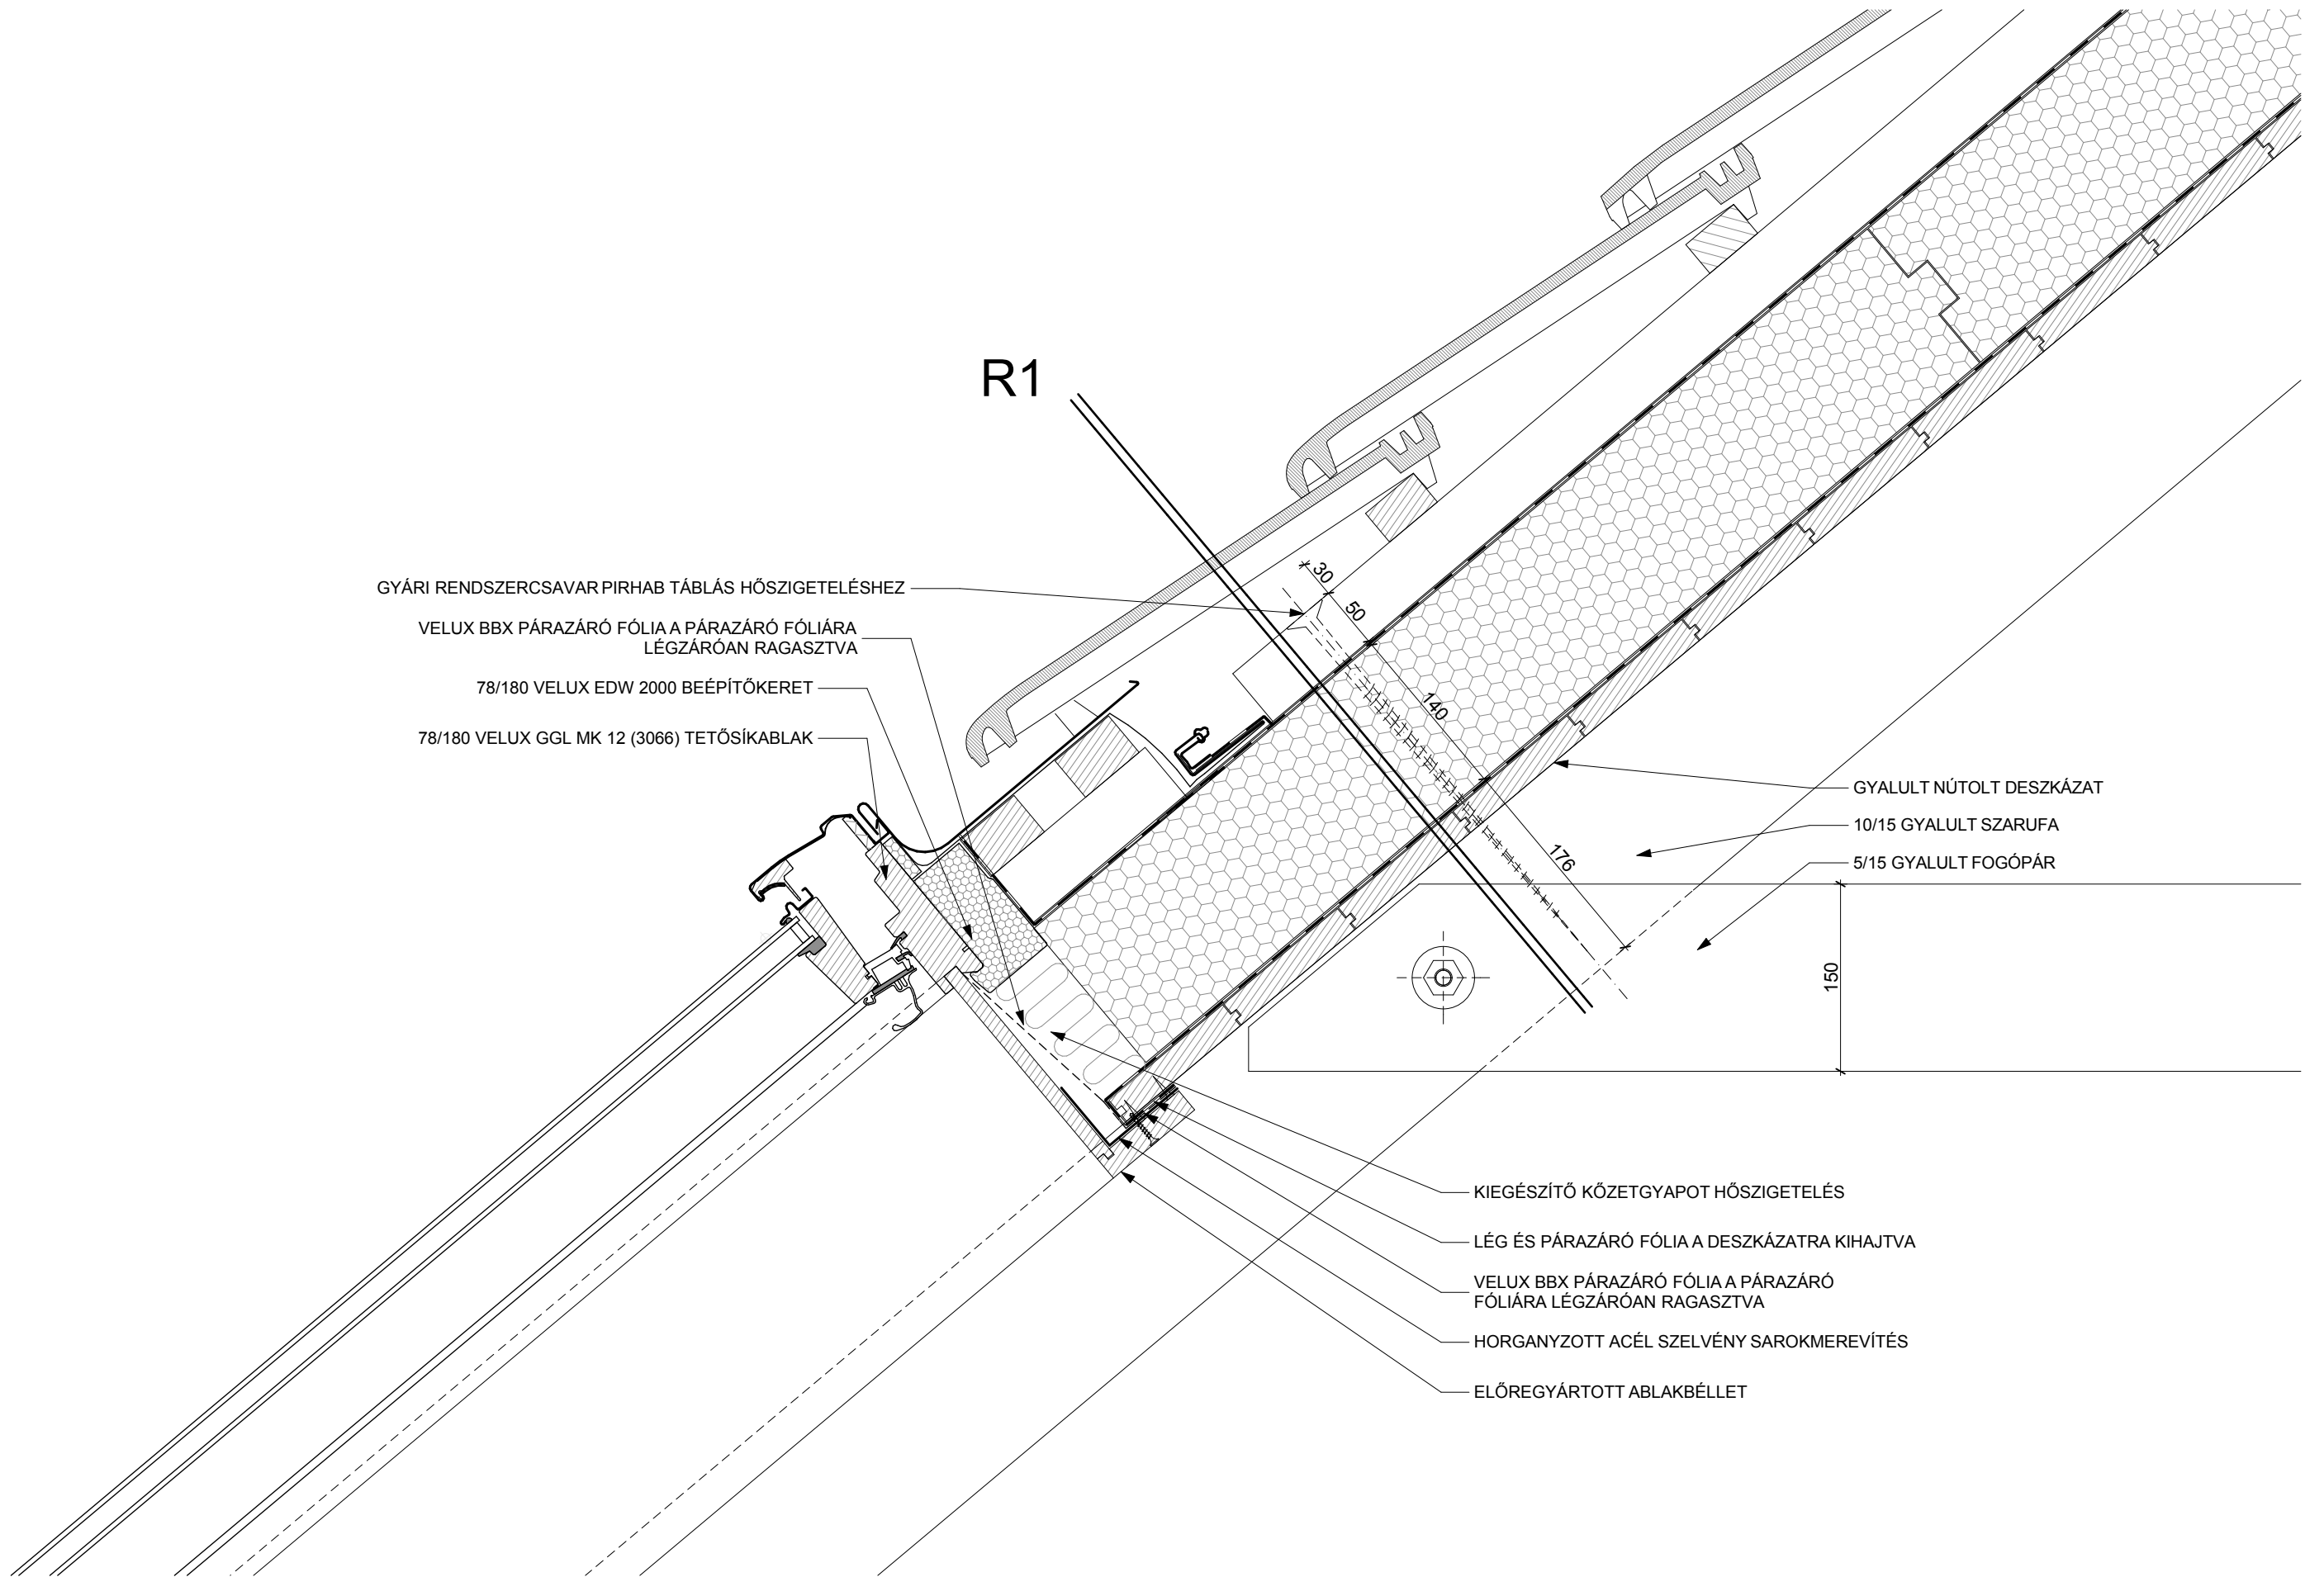 R1
GYÁRI RENDSZERCSAVAR PIRHAB TÁBLÁS HŐSZIGETELÉSHEZ
VELUX BBX PÁRAZÁRÓ FÓLIA A PÁRAZÁRÓ FÓLIÁRA
LÉGZÁRÓAN RAGASZTVA
78/180 VELUX EDW 2000 BEÉPÍTŐKERET
78/180 VELUX GGL MK 12 (3066) TETŐSÍKABLAK
30
50
140
176
GYALULT NÚTOLT DESZKÁZAT
10/15 GYALULT SZARUFA
5/15 GYALULT FOGÓPÁR
150
KIEGÉSZÍTŐ KŐZETGYAPOT HŐSZIGETELÉS
LÉG ÉS PÁRAZÁRÓ FÓLIA A DESZKÁZATRA KIHAJTVA
VELUX BBX PÁRAZÁRÓ FÓLIA A PÁRAZÁRÓ
FÓLIÁRA LÉGZÁRÓAN RAGASZTVA
HORGANYZOTT ACÉL SZELVÉNY SAROKMEREVÍTÉS
ELŐREGYÁRTOTT ABLAKBÉLLET